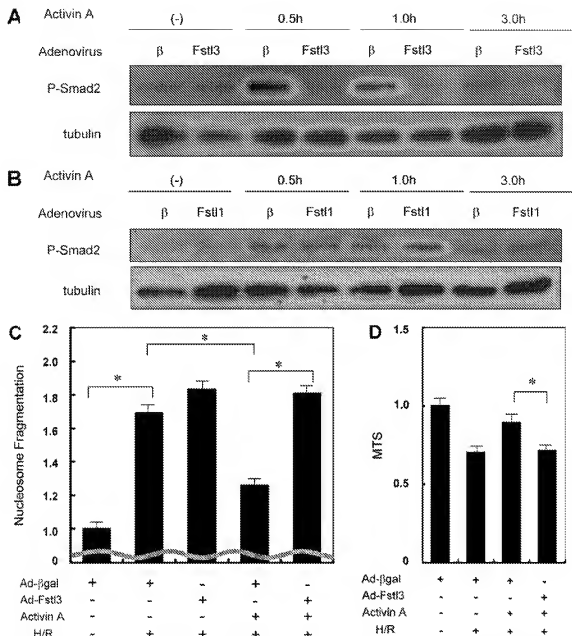 A Activin A (-) 0.5h 1.0h 3.0h
Adenovirus β Fstl3 β Fstl3 β Fstl3 β Fstl3
P-Smad2
tubulin
B Activin A (-) 0.5h 1.0h 3.0h
Adenovirus β Fstl1 β Fstl1 β Fstl1 β Fstl1
P-Smad2
tubulin
C
Nucleosome Fragmentation
2.2
2.0
1.8
1.6
1.4
1.2
1.0
0
* * *
Ad-βgal + + - + -
Ad-Fstl3 - - + - +
Activin A - - - + +
H/R - + + + +
D
MTS
1.5
1.0
0.5
0
*
Ad-βgal + + + -
Ad-Fstl3 - - - +
Activin A - - + +
H/R - + + +